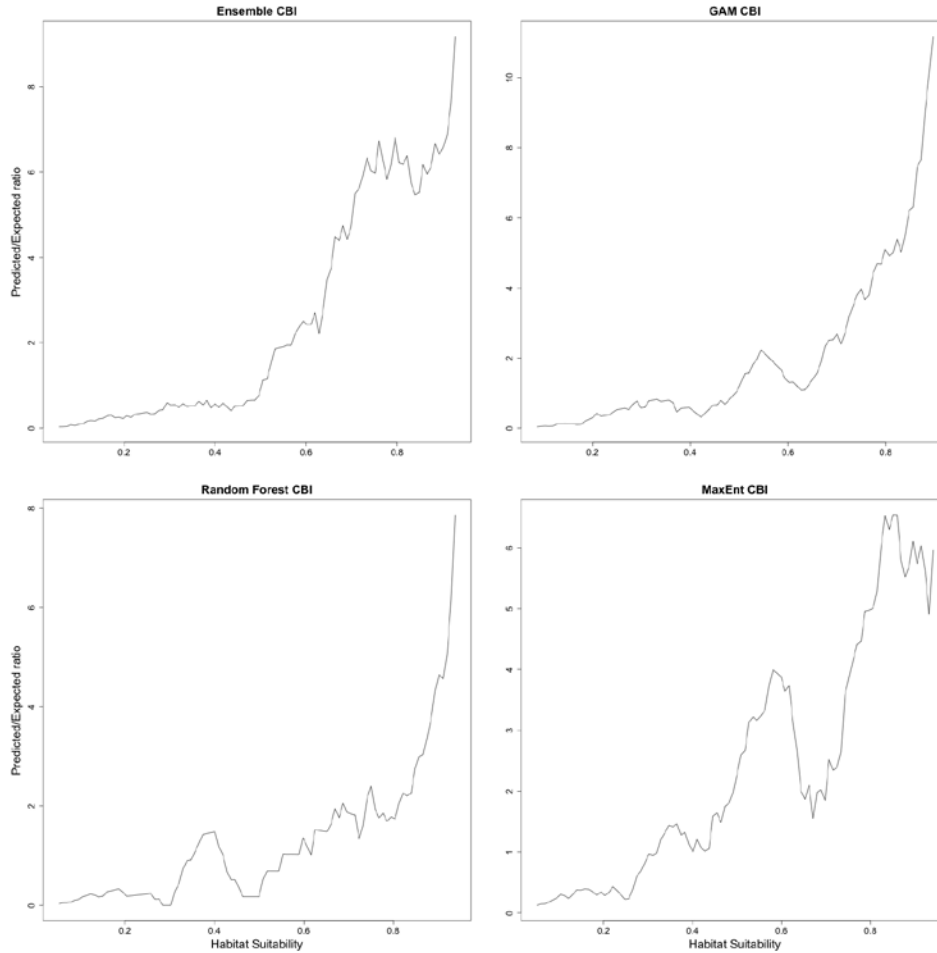 Ensemble CBI
Predicted/Expected ratio
0 2 4 6 8
0.2 0.4 0.6 0.8
GAM CBI
0 2 4 6 8 10
0.2 0.4 0.6 0.8
Random Forest CBI
Predicted/Expected ratio
0 2 4 6 8
0.2 0.4 0.6 0.8
Habitat Suitability
MaxEnt CBI
0 1 2 3 4 5 6
0.2 0.4 0.6 0.8
Habitat Suitability